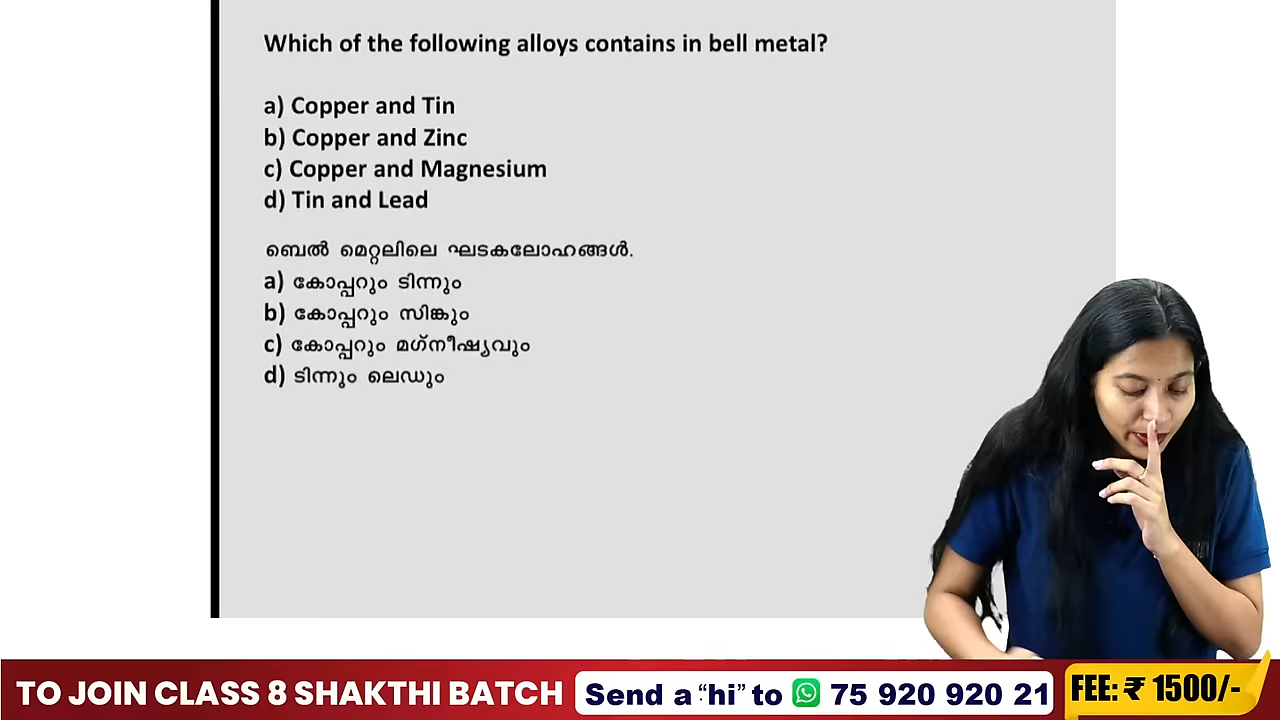 Which of the following alloys contains in bell metal?
a) Copper and Tin
b) Copper and Zinc
c) Copper and Magnesium
d) Tin and Lead
ബെൽ മെറ്റലിലെ ഘടകലോഹങ്ങൾ.
a) കോപ്പറും ടിന്നും
b) കോപ്പറും സിങ്കും
c) കോപ്പറും മഗ്നീഷ്യവും
d) ടിന്നും ലെഡും
TO JOIN CLASS 8 SHAKTHI BATCH Send a “hi” to 75 920 920 21 FEE: ₹ 1500/-